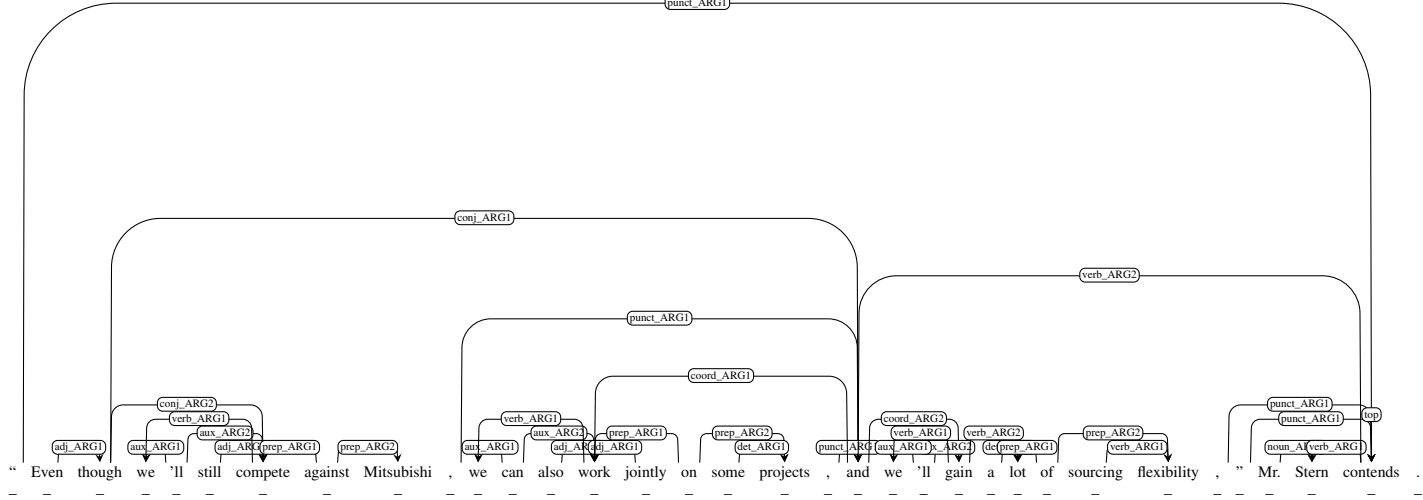 punct_ARG1
conj_ARG1
verb_ARG2
punct_ARG1
coord_ARG1
conj_ARG2 punct_ARG1
verb_ARG1 verb_ARG1 coord_ARG2 punct_ARG1 top
aux_ARG2 aux_ARG2 prep_ARG1 prep_ARG2 verb_ARG1 verb_ARG2 prep_ARG2
adj_ARG1 aux_ARG1 prep_ARG1 prep_ARG2 aux_ARG1 adj_ARG1 det_ARG1 aux_ARG1 prep_ARG1 verb_ARG1 verb_ARG1
“ Even though we ’ll still compete against Mitsubishi , we can also work jointly on some projects , and we ’ll gain a lot of sourcing flexibility , ” Mr. Stern contends .
_ _ _ _ _ _ _ _ _ _ _ _ _ _ _ _ _ _ _ _ _ _ _ _ _ _ _ _ _ _ _ _ _